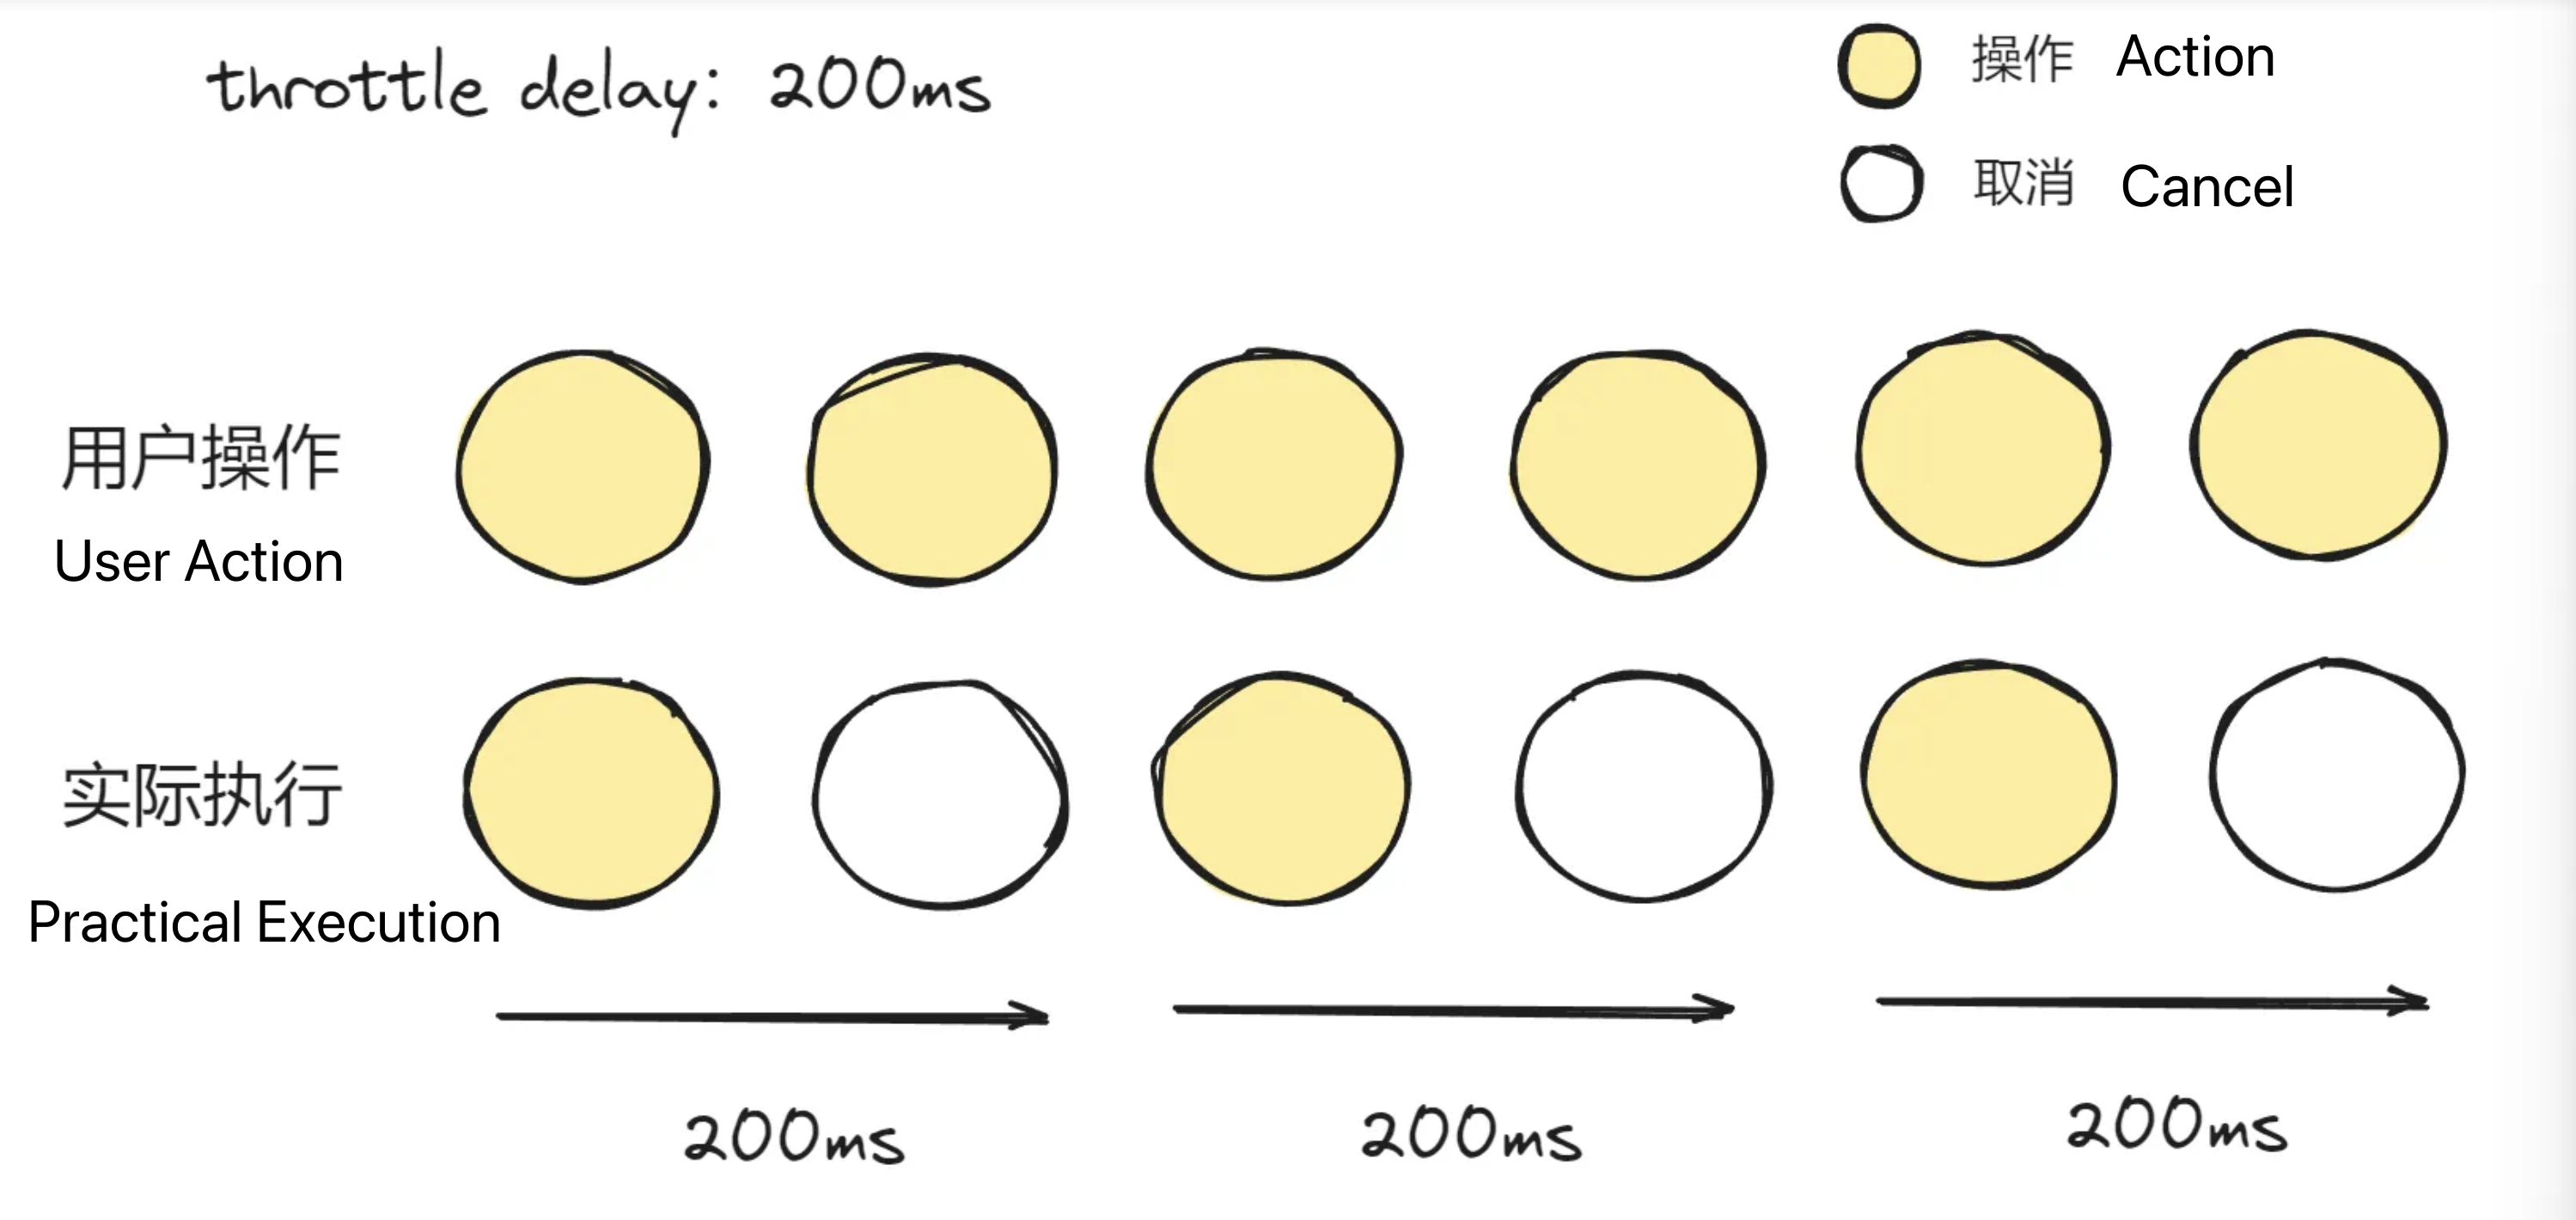 throttle delay: 200ms
操作 Action
取消 Cancel
用户操作
User Action
实际执行
Practical Execution
200ms
200ms
200ms